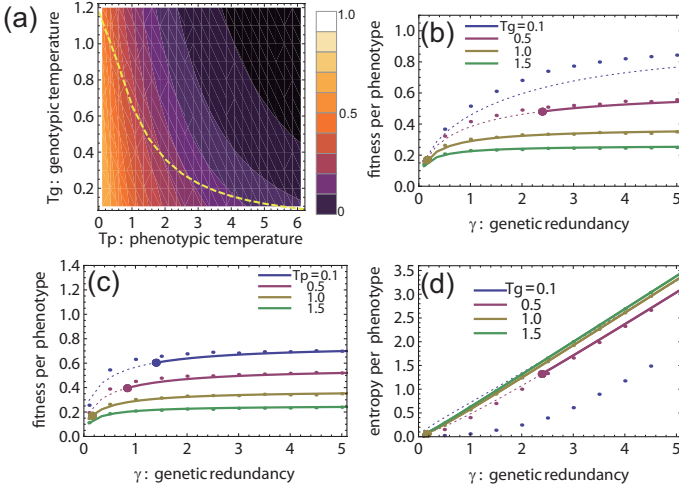 (a)
Tg: genotypic temperature
1.2
1.0
0.8
0.6
0.4
0.2
0 1 2 3 4 5 6
Tp: phenotypic temperature
1.0
0.5
0
(b)
fitness per phenotype
1.0
0.8
0.6
0.4
0.2
0.0
0 1 2 3 4 5
γ: genetic redundancy
Tg=0.1
0.5
1.0
1.5
(c)
fitness per phenotype
1.4
1.2
1.0
0.8
0.6
0.4
0.2
0.0
0 1 2 3 4 5
γ: genetic redundancy
Tp=0.1
0.5
1.0
1.5
(d)
entropy per phenotype
3.5
3.0
2.5
2.0
1.5
1.0
0.5
0.0
0 1 2 3 4 5
γ: genetic redundancy
Tg=0.1
0.5
1.0
1.5